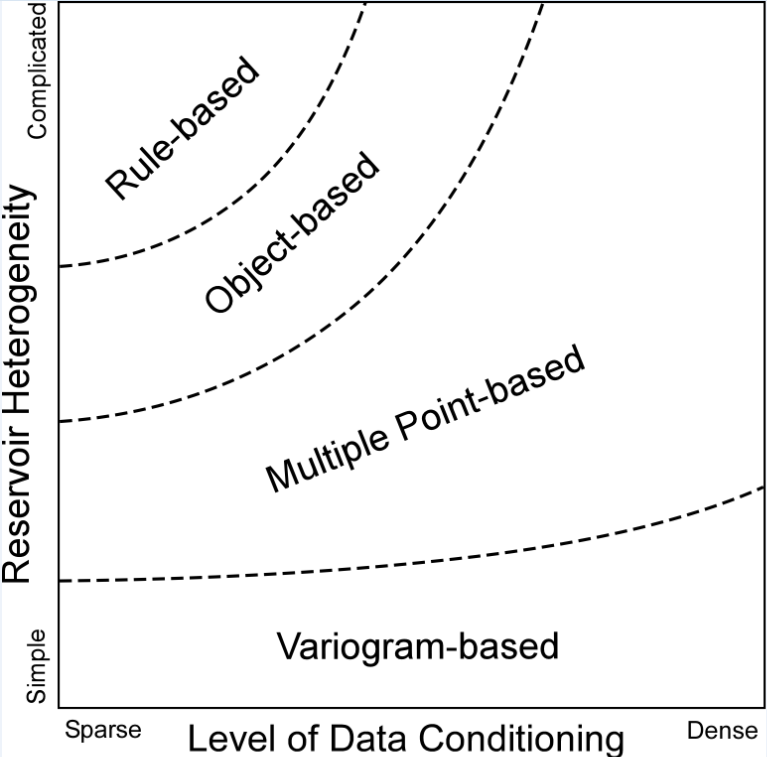 Complicated
Rule-based
Object-based
Reservoir Heterogeneity
Multiple Point-based
Simple
Variogram-based
Sparse
Level of Data Conditioning
Dense